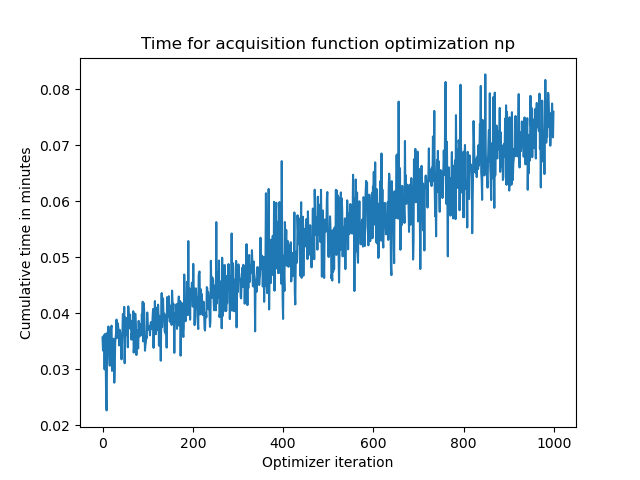 Time for acquisition function optimization np
Cumulative time in minutes
0.08
0.07
0.06
0.05
0.04
0.03
0.02
0 200 400 600 800 1000
Optimizer iteration